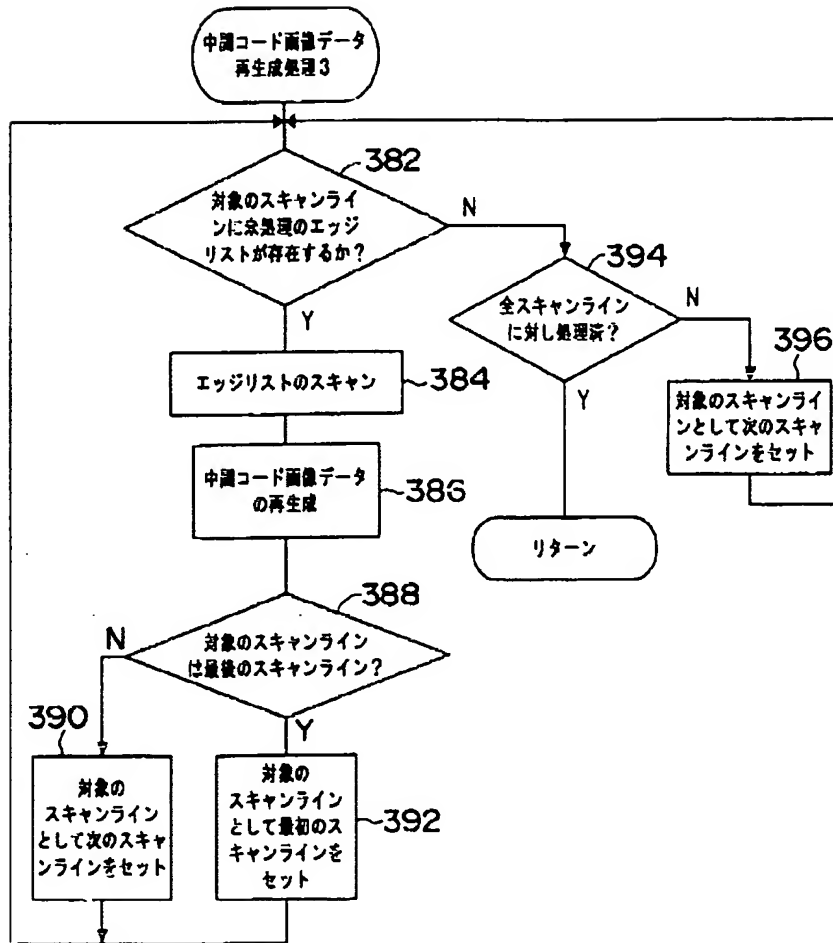 中間コード画像データ
再生成処理3
382
対象のスキャンライ
ンに未処理のエッジ
リストが存在するか？
N
Y
394
全スキャンライン
に対し処理済？
N
Y
396
対象のスキャンライ
ンとして次のスキャ
ンラインをセット
エッジリストのスキャン
384
中間コード画像データ
の再生成
386
リターン
388
対象のスキャンライン
は最後のスキャンライン？
N
Y
390
対象の
スキャンライン
として次のスキャ
ンラインをセット
対象の
スキャンライン
として最初のス
キャンラインを
セット
392